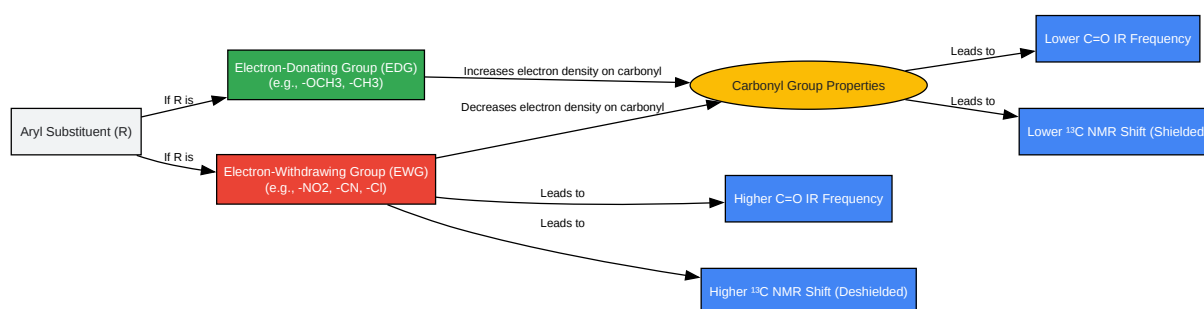 Aryl Substituent (R)
If R is
If R is
Electron-Donating Group (EDG)
(e.g., -OCH3, -CH3)
Electron-Withdrawing Group (EWG)
(e.g., -NO2, -CN, -Cl)
Increases electron density on carbonyl
Decreases electron density on carbonyl
Leads to
Leads to
Carbonyl Group Properties
Higher C=O IR Frequency
Higher ¹³C NMR Shift (Deshielded)
Leads to
Leads to
Lower C=O IR Frequency
Lower ¹³C NMR Shift (Shielded